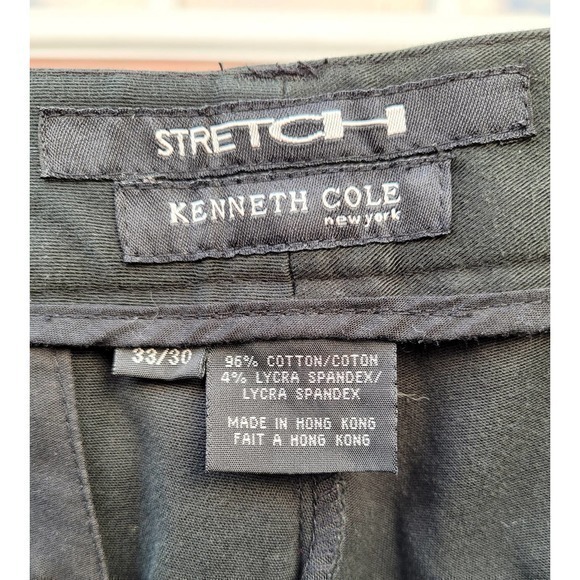 STRETCH
KENNETH COLE
new york
33/30
96% COTTON/COTON
4% LYCRA SPANDEX/
LYCRA SPANDEX
MADE IN HONG KONG
FAIT A HONG KONG